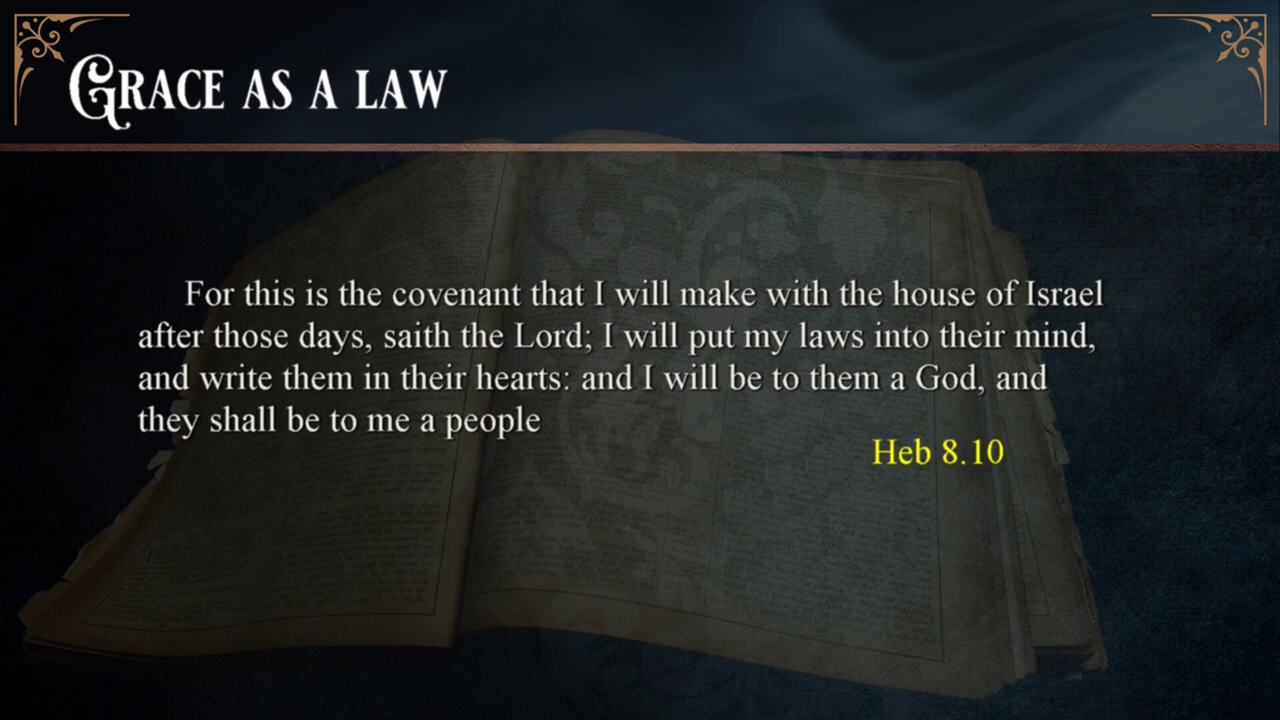 Grace as a law
For this is the covenant that I will make with the house of Israel
after those days, saith the Lord; I will put my laws into their mind,
and write them in their hearts: and I will be to them a God, and
they shall be to me a people
Heb 8.10